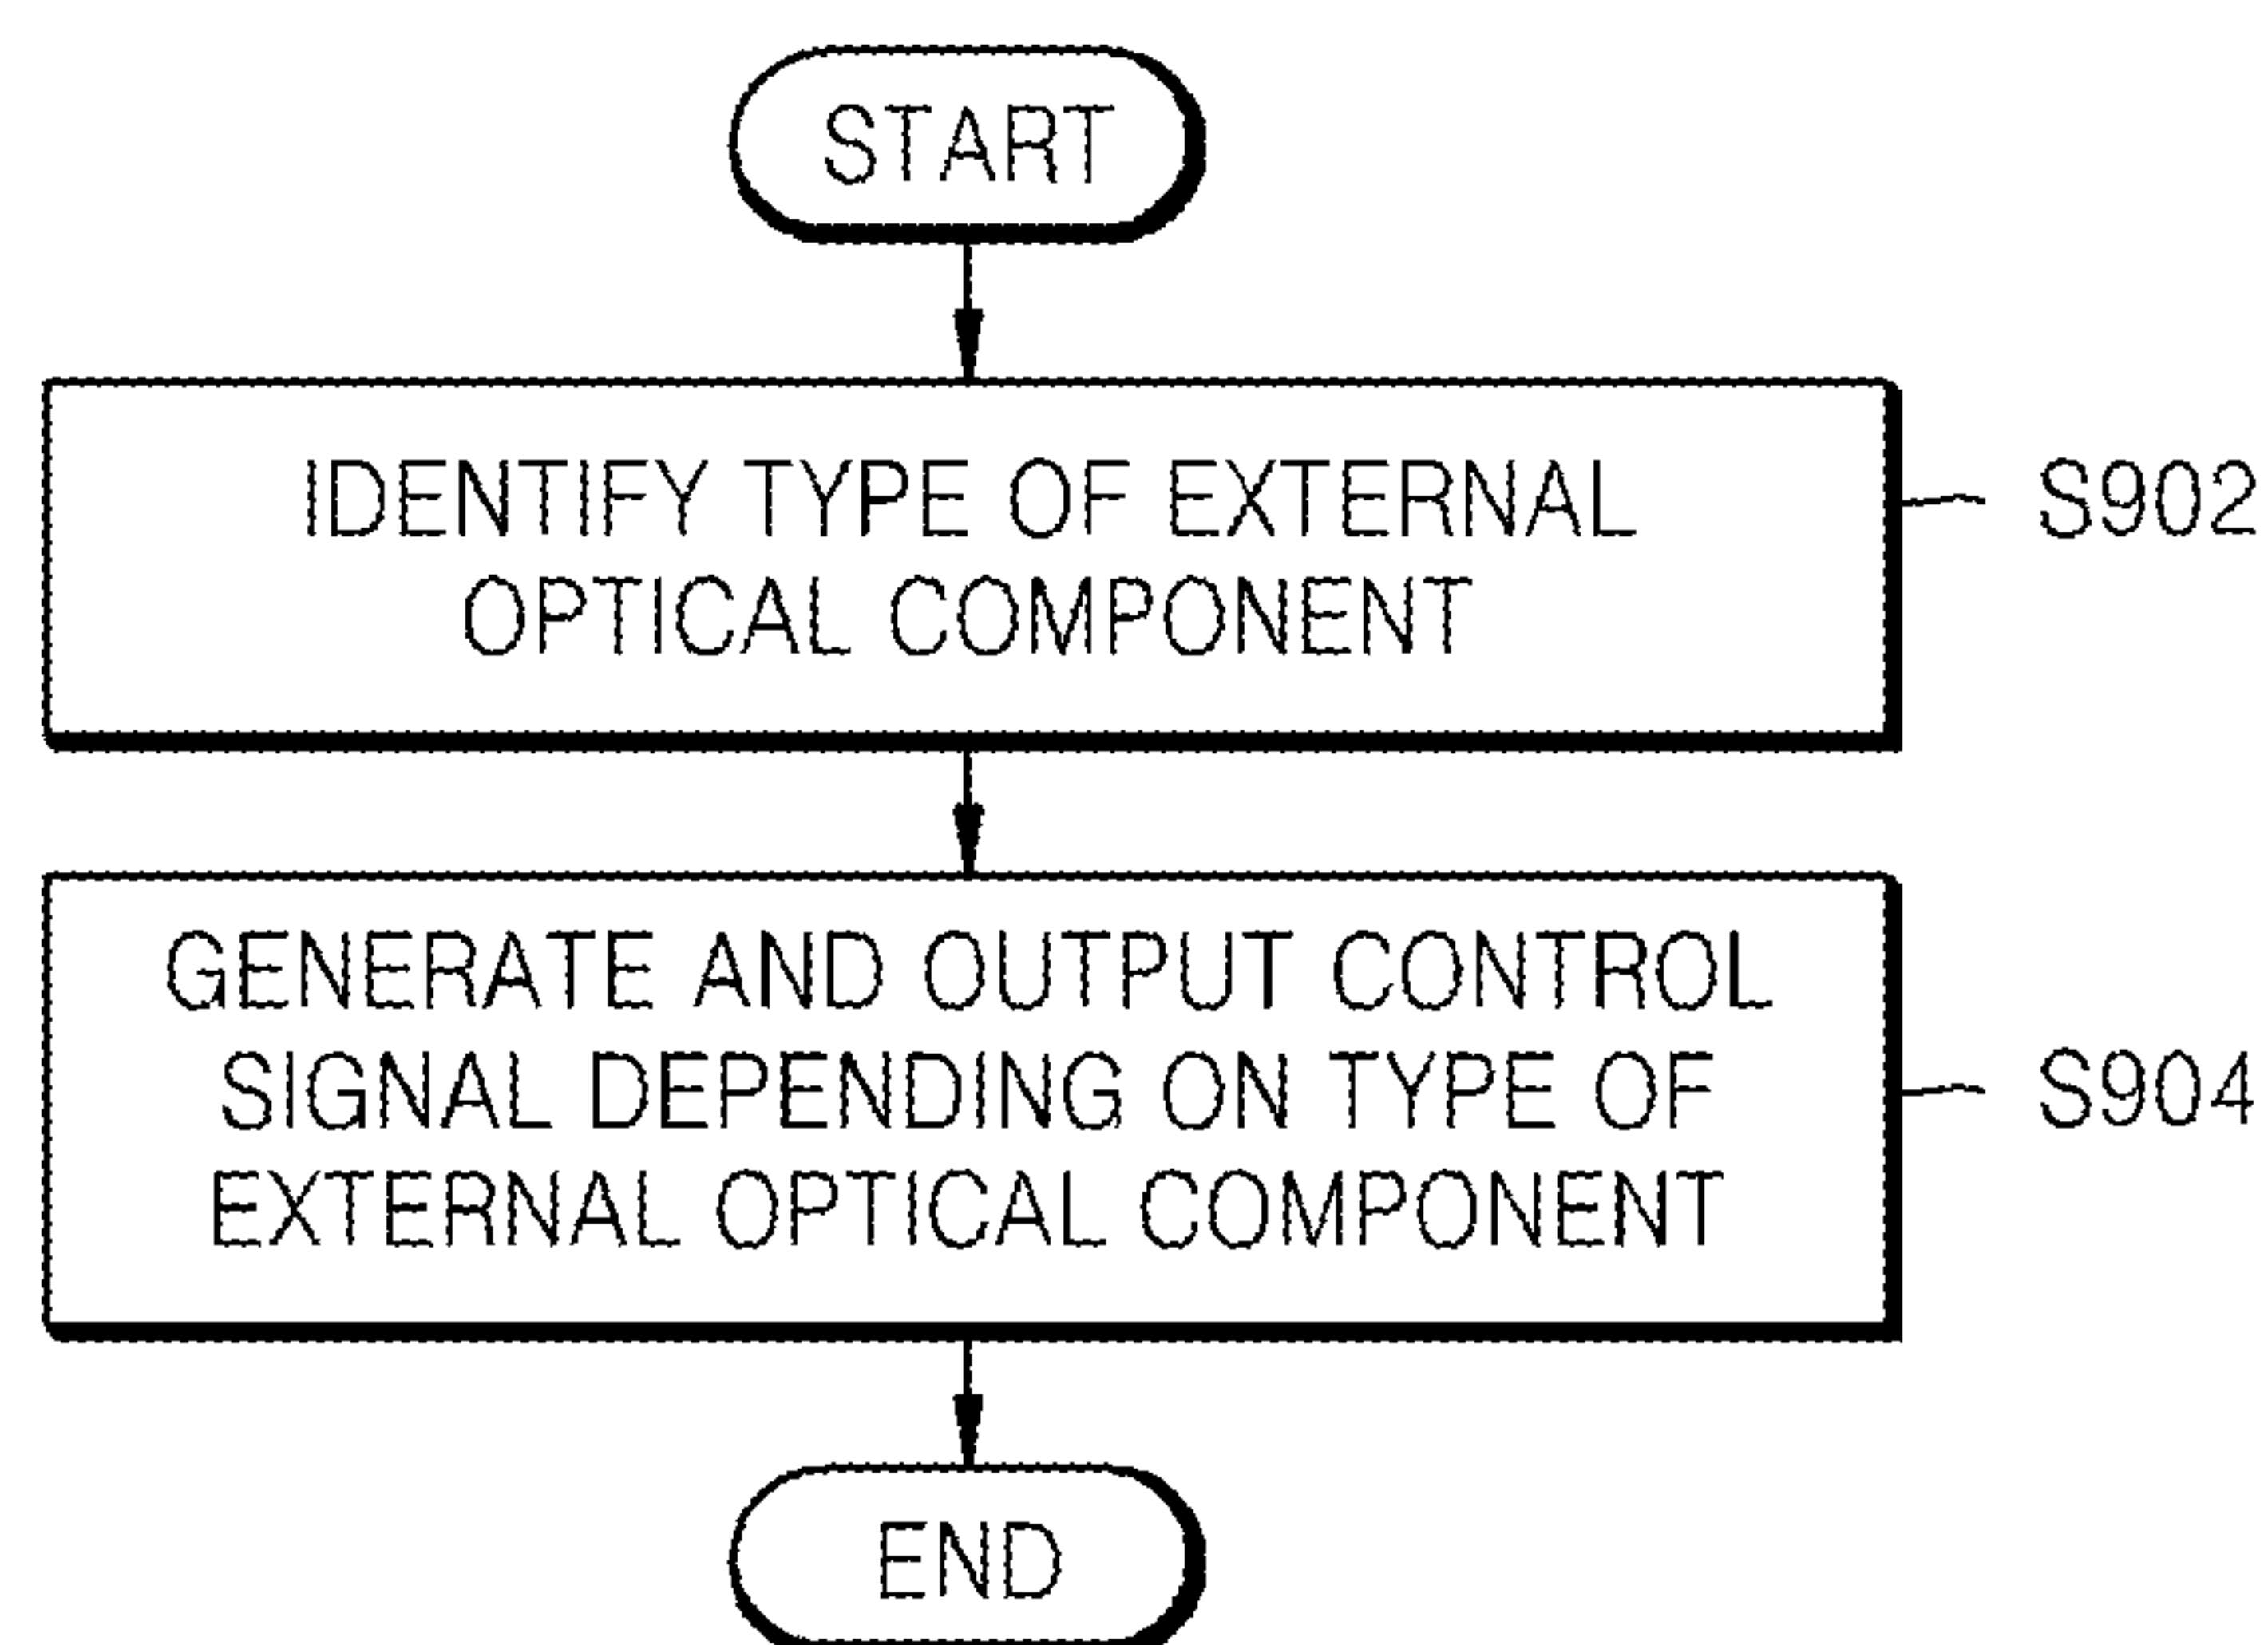 START
IDENTIFY TYPE OF EXTERNAL
OPTICAL COMPONENT
S902
GENERATE AND OUTPUT CONTROL
SIGNAL DEPENDING ON TYPE OF
EXTERNAL OPTICAL COMPONENT
S904
END